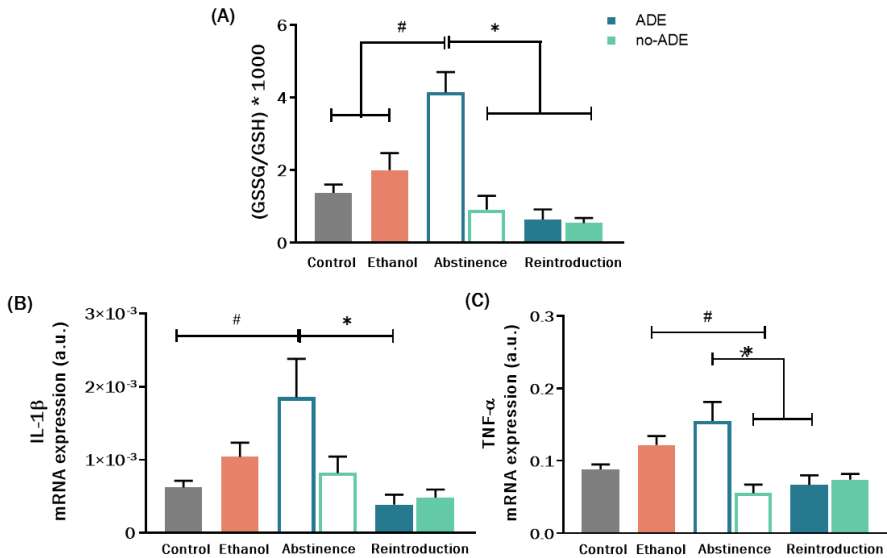 (A)
ADE
no-ADE
# *
(GSSG/GSH) * 1000
6
4
2
0
Control Ethanol Abstinence Reintroduction
(B)
IL-1β
mRNA expression (a.u.)
3×10⁻³
2×10⁻³
1×10⁻³
0
# *
Control Ethanol Abstinence Reintroduction
(C)
TNF-α
mRNA expression (a.u.)
0.3
0.2
0.1
0.0
#
*
Control Ethanol Abstinence Reintroduction